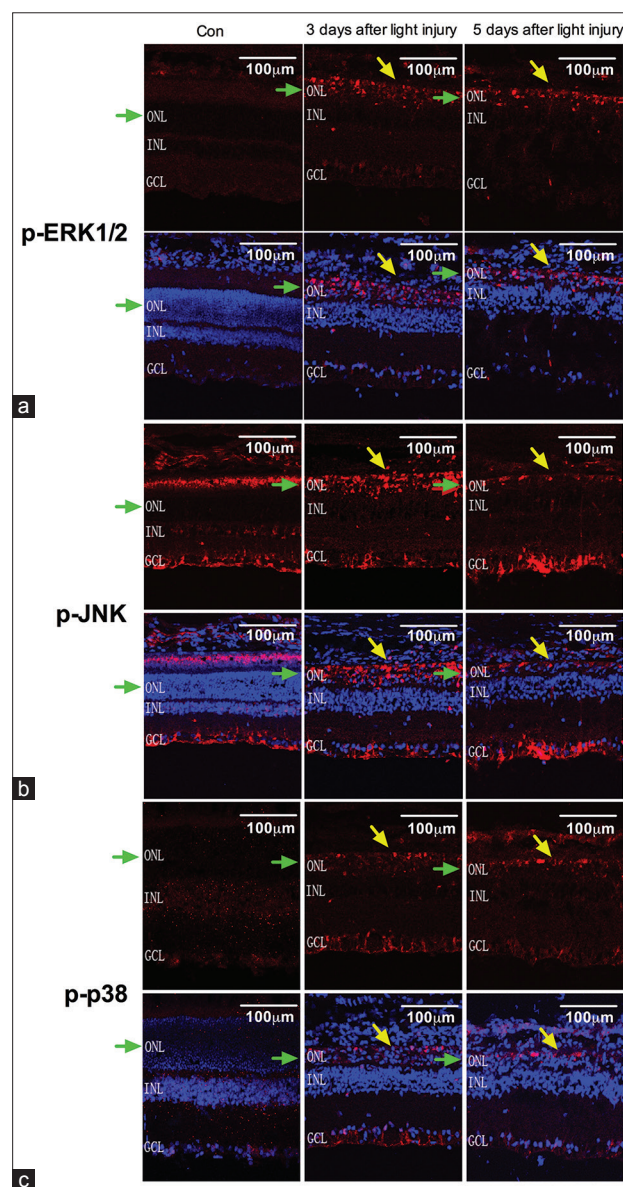 Con 3 days after light injury 5 days after light injury
100μm 100μm 100μm
ONL ONL ONL
INL INL INL
GCL GCL GCL
p-ERK1/2
100μm 100μm 100μm
ONL ONL ONL
INL INL INL
GCL GCL GCL
a
100μm 100μm 100μm
ONL ONL ONL
INL INL INL
GCL GCL GCL
p-JNK
100μm 100μm 100μm
ONL ONL ONL
INL INL INL
GCL GCL GCL
b
100μm 100μm 100μm
ONL ONL ONL
INL INL INL
GCL GCL GCL
p-p38
100μm 100μm 100μm
ONL ONL ONL
INL INL INL
GCL GCL GCL
c